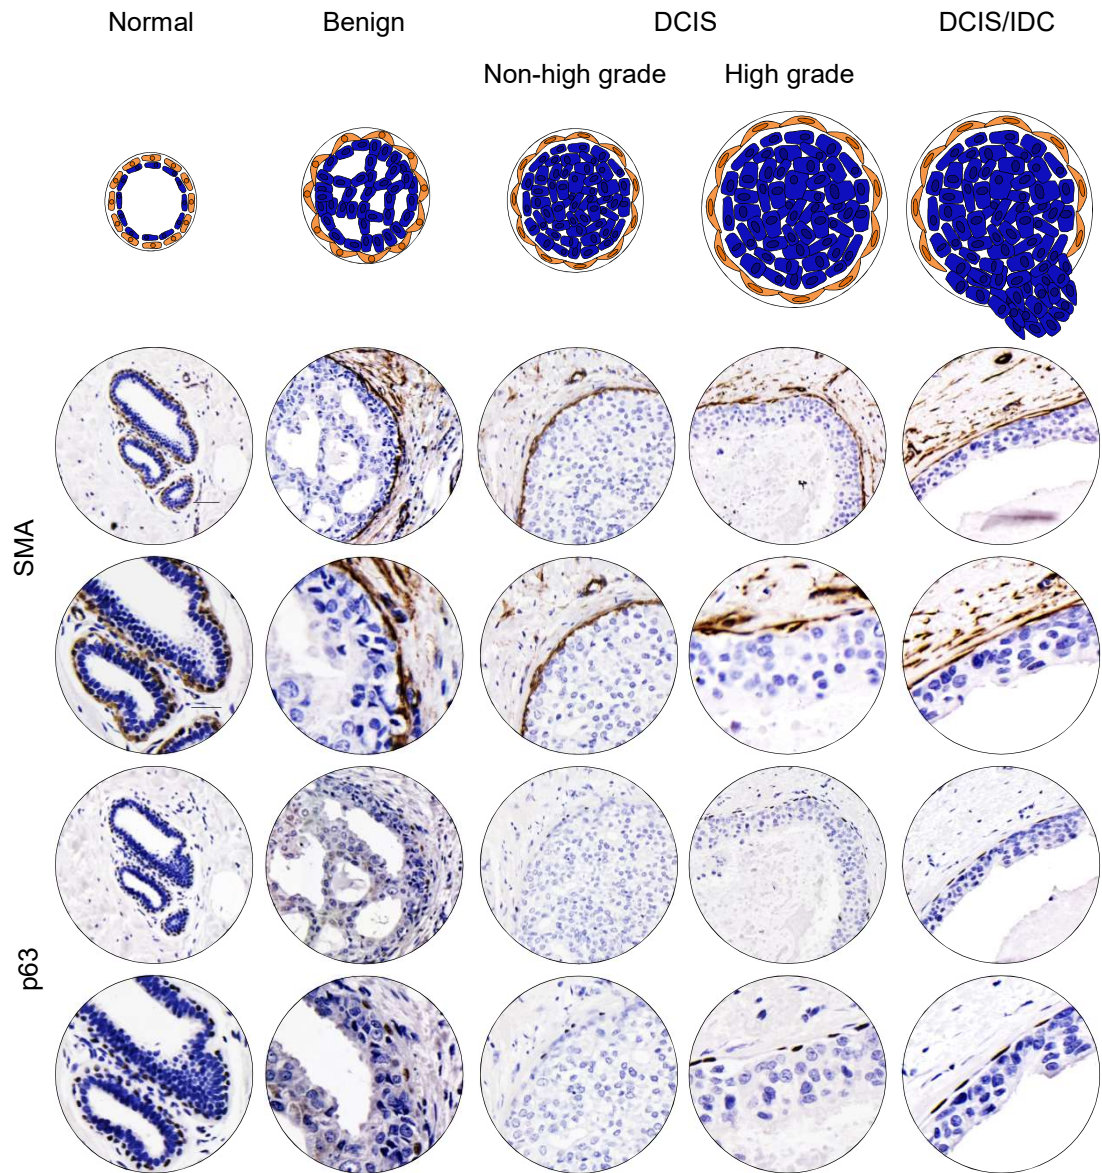 Normal
Benign
DCIS
DCIS/IDC
Non-high grade
High grade
SMA
p63